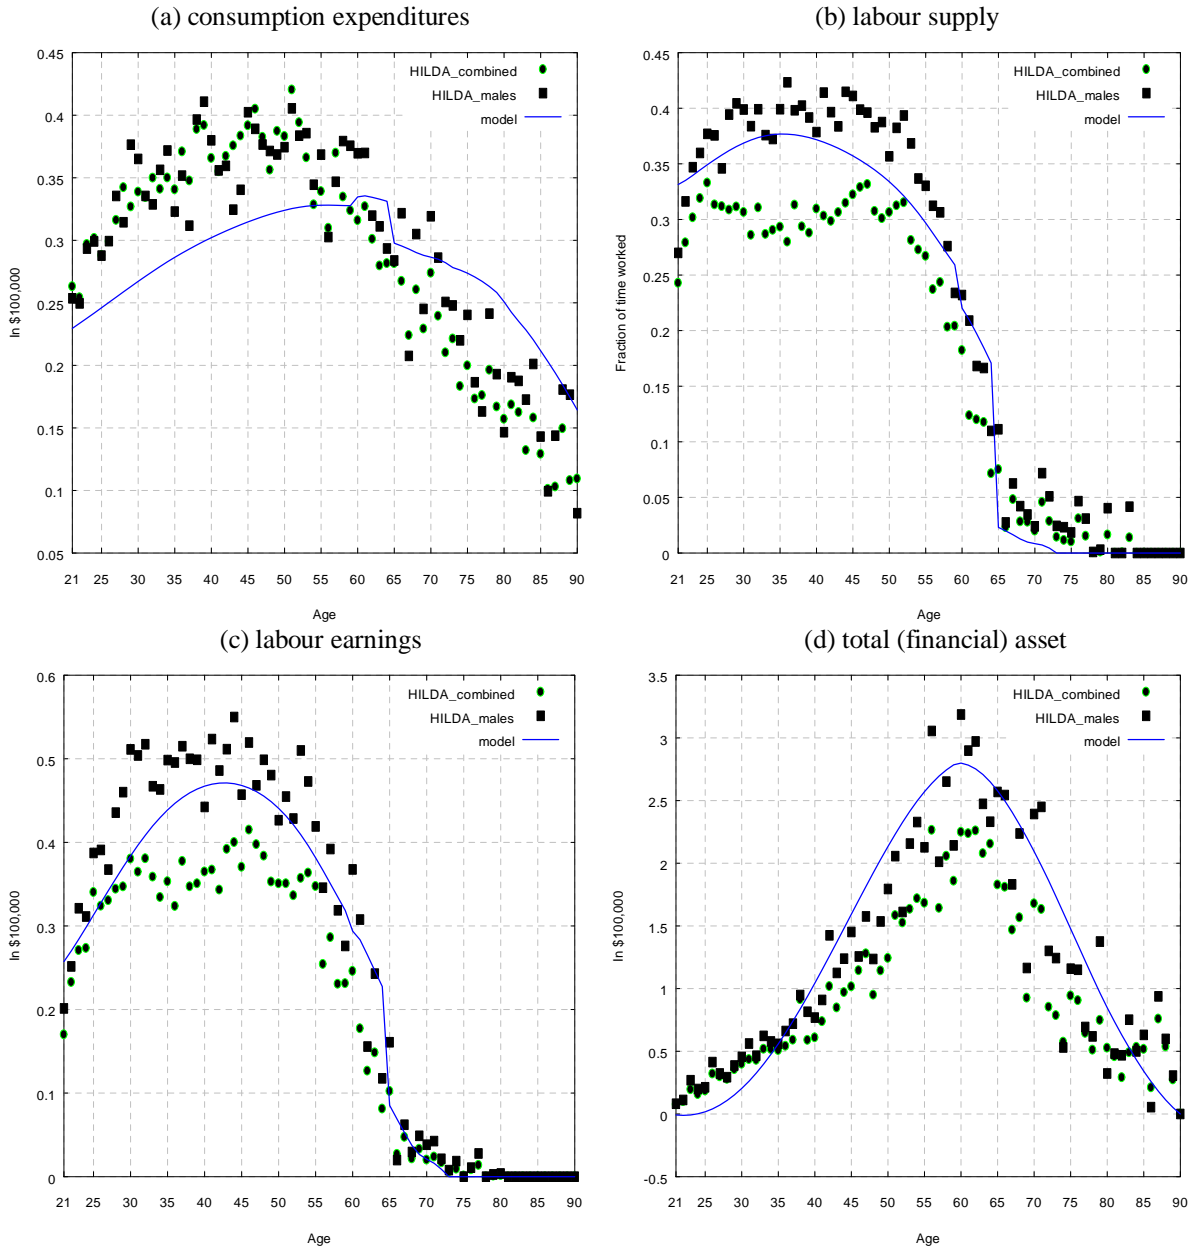 (a) consumption expenditures
0.45
0.4
0.35
0.3
0.25
0.2
0.15
0.1
0.05
In $100,000
HILDA_combined
HILDA_males
model
21 25 30 35 40 45 50 55 60 65 70 75 80 85 90
Age
(b) labour supply
0.45
0.4
0.35
0.3
0.25
0.2
0.15
0.1
0.05
0
Fraction of time worked
HILDA_combined
HILDA_males
model
21 25 30 35 40 45 50 55 60 65 70 75 80 85 90
Age
(c) labour earnings
0.6
0.5
0.4
0.3
0.2
0.1
0
In $100,000
HILDA_combined
HILDA_males
model
21 25 30 35 40 45 50 55 60 65 70 75 80 85 90
Age
(d) total (financial) asset
3.5
3
2.5
2
1.5
1
0.5
0
-0.5
In $100,000
HILDA_combined
HILDA_males
model
21 25 30 35 40 45 50 55 60 65 70 75 80 85 90
Age